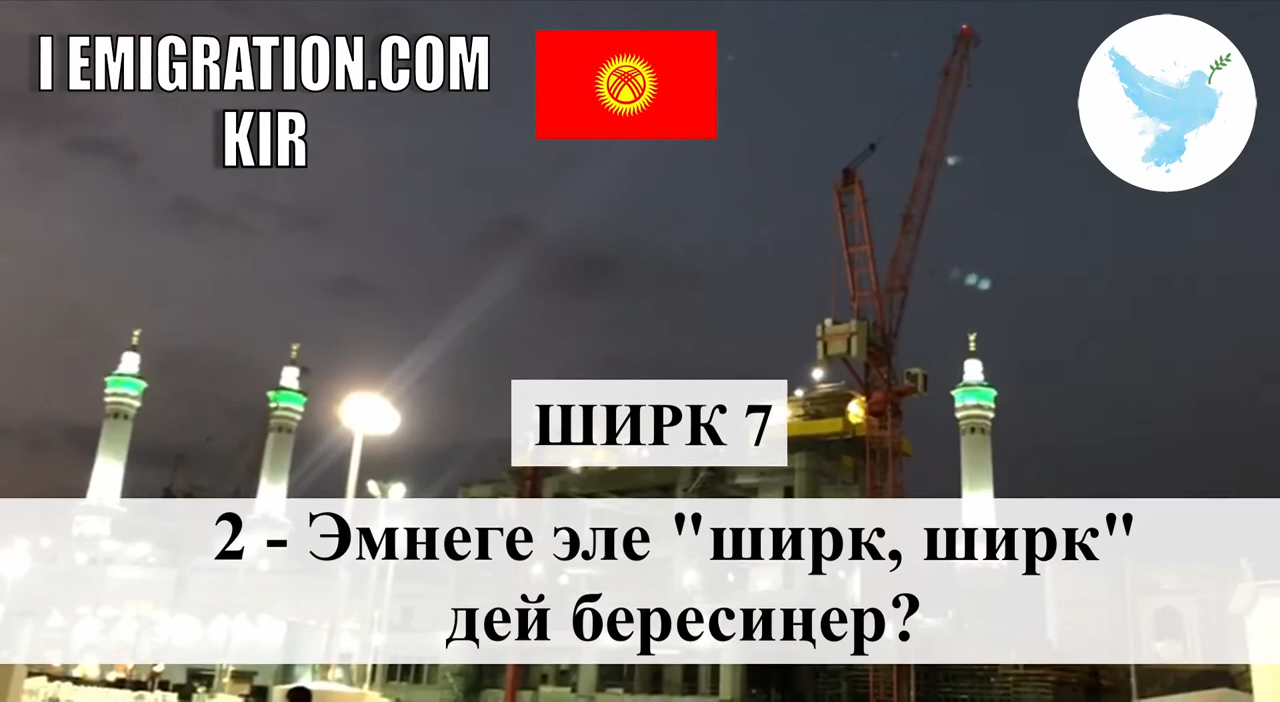 I EMIGRATION.COM
KIR
ШИРК 7
2 - Эмнеге эле "ширк, ширк"
дей бересиңер?